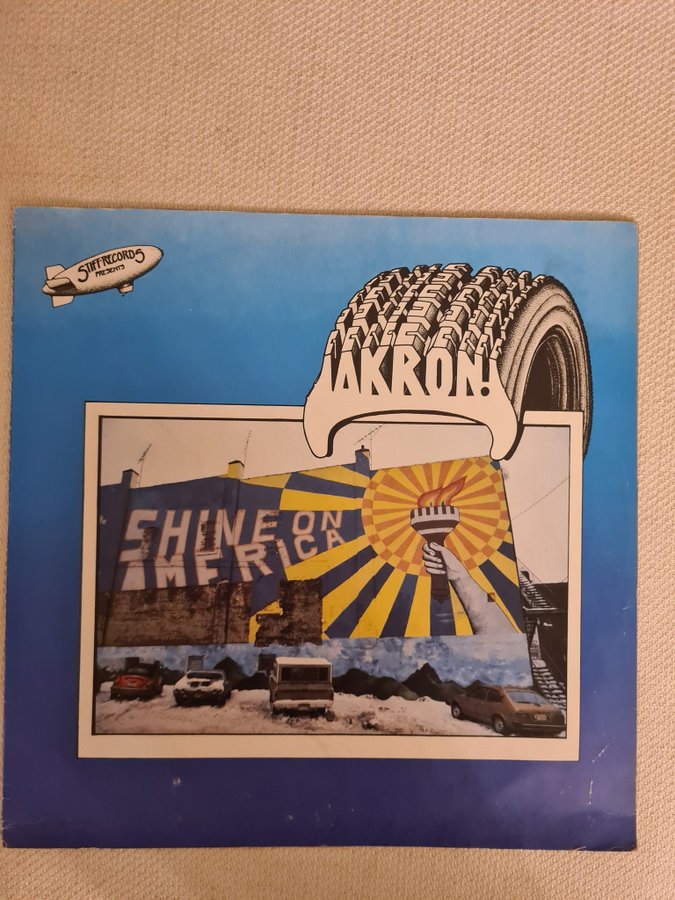 STIFF RECORDS
PRESENTS
AKRON!
SHINE ON
AMERICA